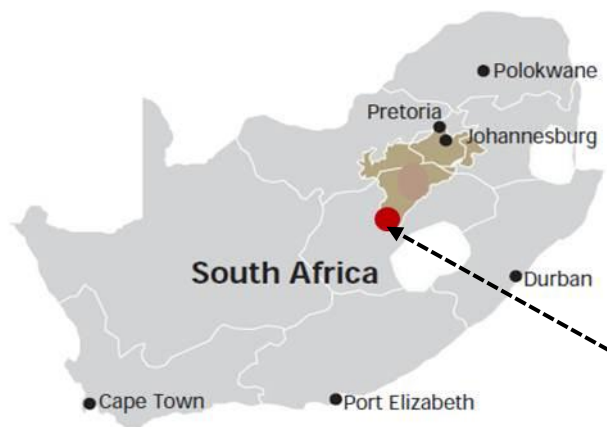 Polokwane
Pretoria
Johannesburg
South Africa
Durban
Cape Town
Port Elizabeth